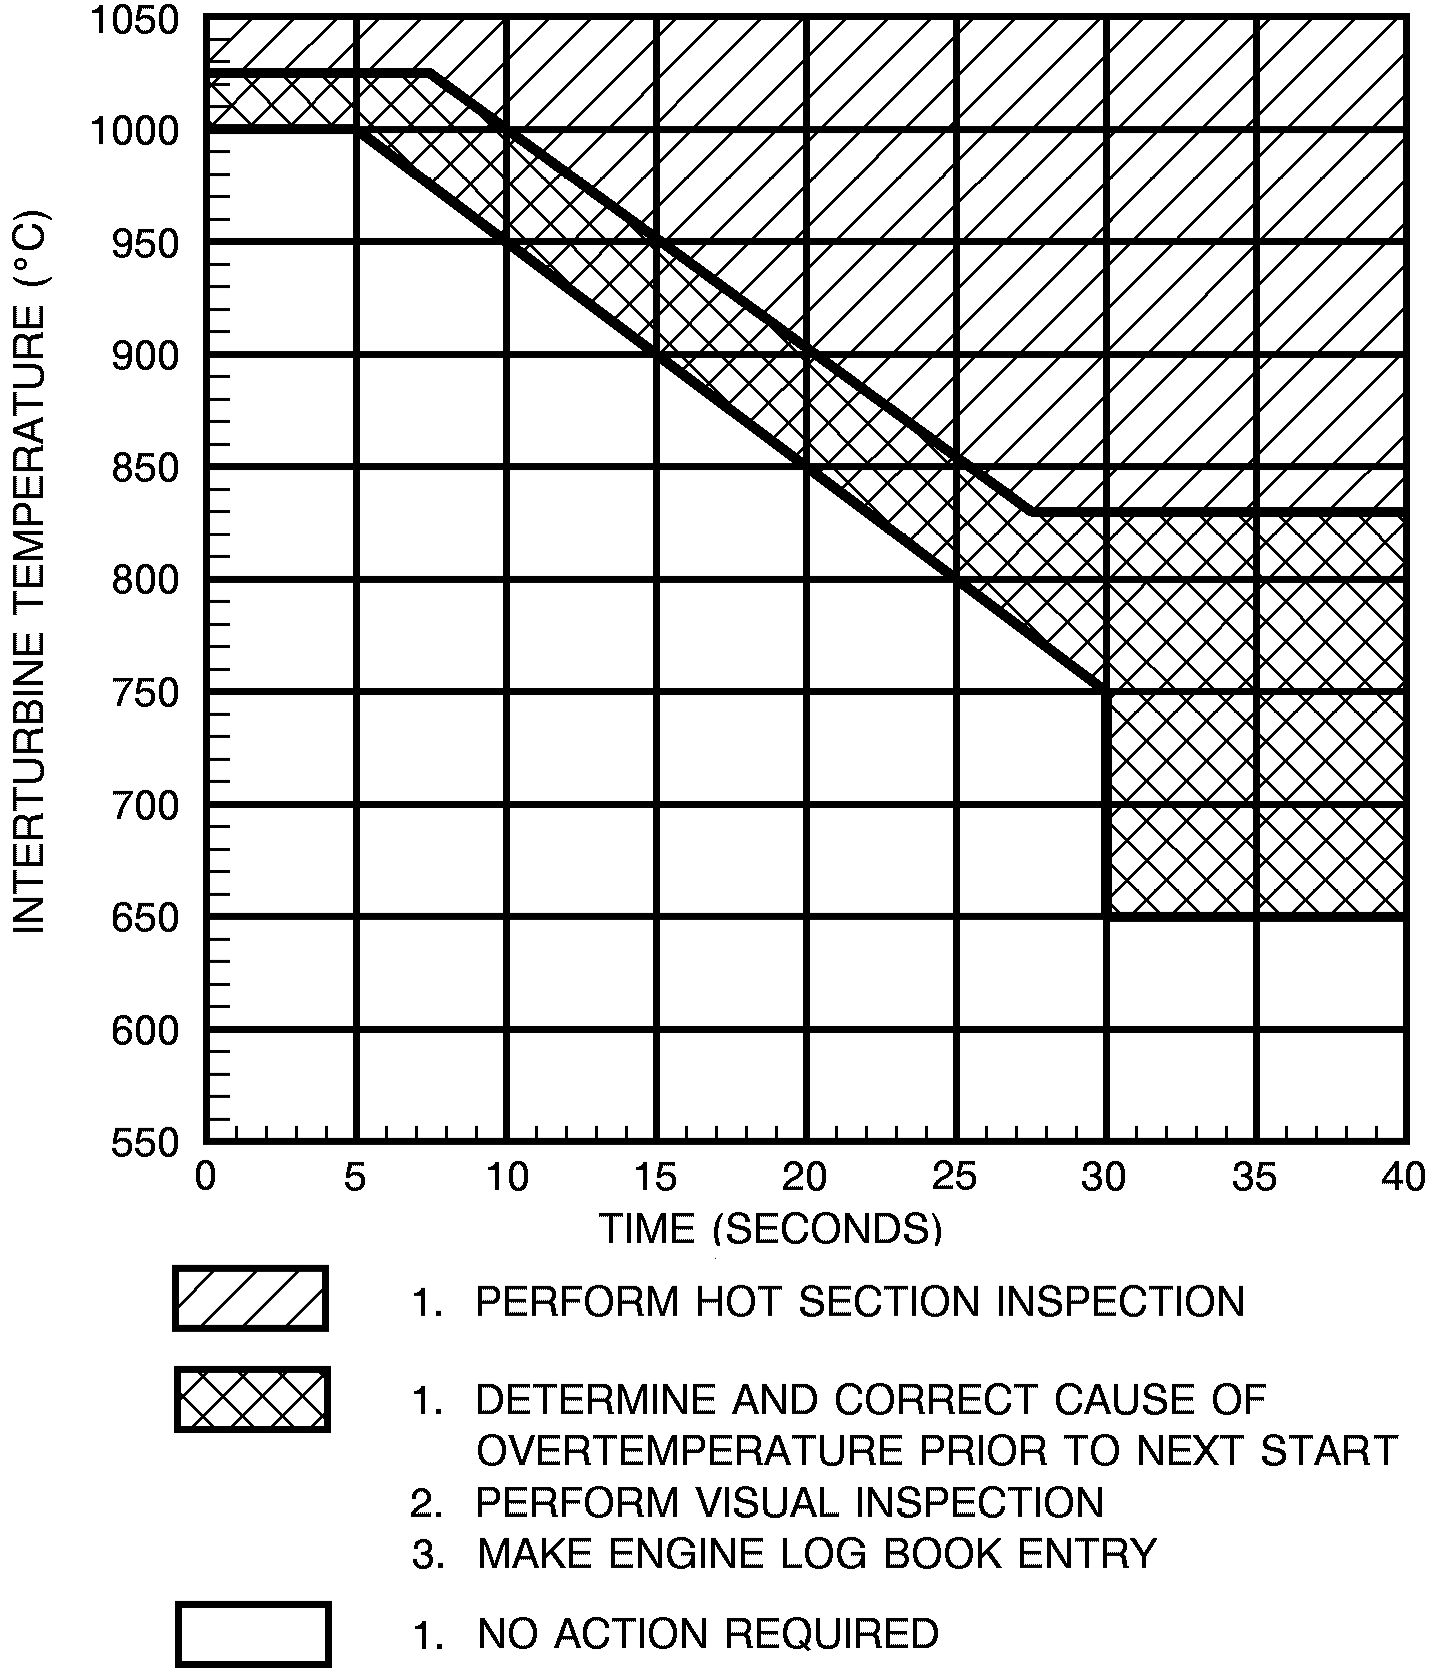 1050
1000
950
900
850
800
750
700
650
600
550
INTERTURBINE TEMPERATURE (°C)
0 5 10 15 20 25 30 35 40
TIME (SECONDS)
1. PERFORM HOT SECTION INSPECTION
1. DETERMINE AND CORRECT CAUSE OF
OVERTEMPERATURE PRIOR TO NEXT START
2. PERFORM VISUAL INSPECTION
3. MAKE ENGINE LOG BOOK ENTRY
1. NO ACTION REQUIRED